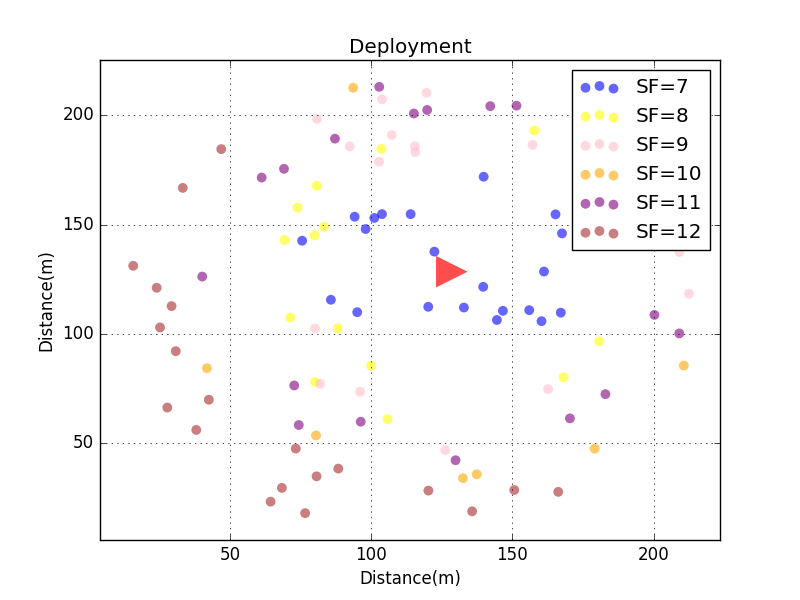 Deployment
Distance(m)
200
150
100
50
50
100
150
200
Distance(m)
SF=7
SF=8
SF=9
SF=10
SF=11
SF=12